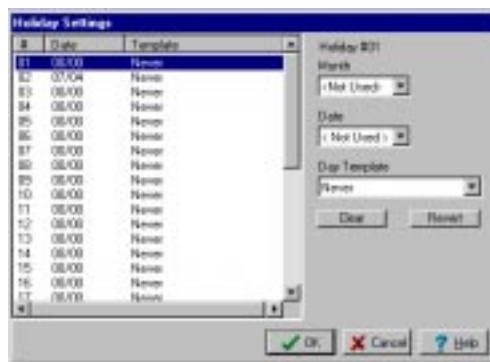 Holiday Settings
# Date Template
01 00/00 Never
02 07/04 Never
03 00/00 Never
04 00/00 Never
05 00/00 Never
06 00/00 Never
07 00/00 Never
08 00/00 Never
09 00/00 Never
10 00/00 Never
11 00/00 Never
12 00/00 Never
13 00/00 Never
14 00/00 Never
15 00/00 Never
16 00/00 Never
17 00/00 Never
Holiday #01
Month
<Not Used>
Date
< Not Used >
Day Template
Never
Clear Revert
OK Cancel Help